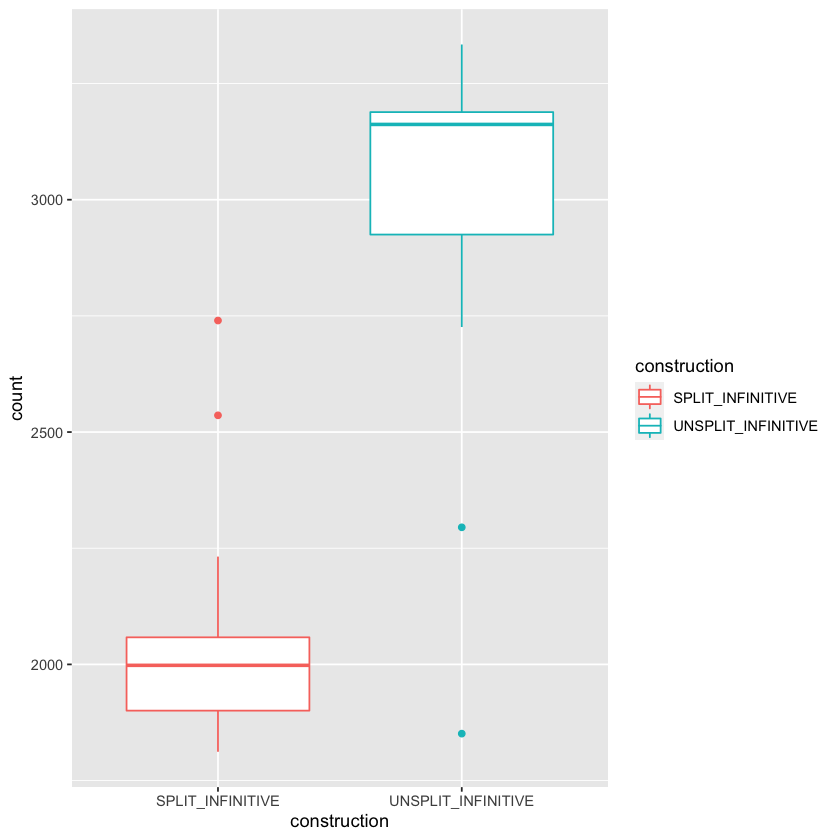 count
3000
2500
2000
SPLIT_INFINITIVE
UNSPLIT_INFINITIVE
construction
construction
SPLIT_INFINITIVE
UNSPLIT_INFINITIVE